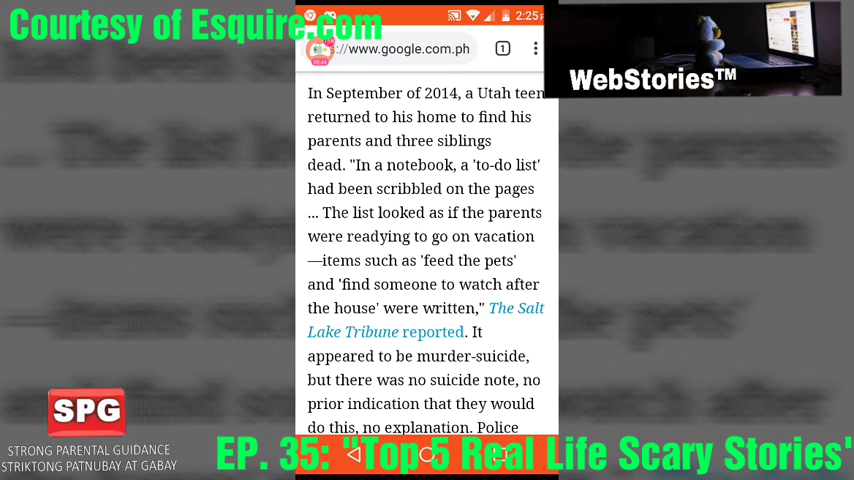 Courtesy of Esquire.com
2:25
://www.google.com.ph
1
WebStories™
In September of 2014, a Utah teen
returned to his home to find his
parents and three siblings
dead. "In a notebook, a 'to-do list'
had been scribbled on the pages
... The list looked as if the parents
were readying to go on vacation
—items such as 'feed the pets'
and 'find someone to watch after
the house' were written," The Salt
Lake Tribune reported. It
appeared to be murder-suicide,
but there was no suicide note, no
prior indication that they would
do this, no explanation. Police
SPG
STRONG PARENTAL GUIDANCE
STRIKTONG PATNUBAY AT GABAY
EP. 35: "Top 5 Real Life Scary Stories"